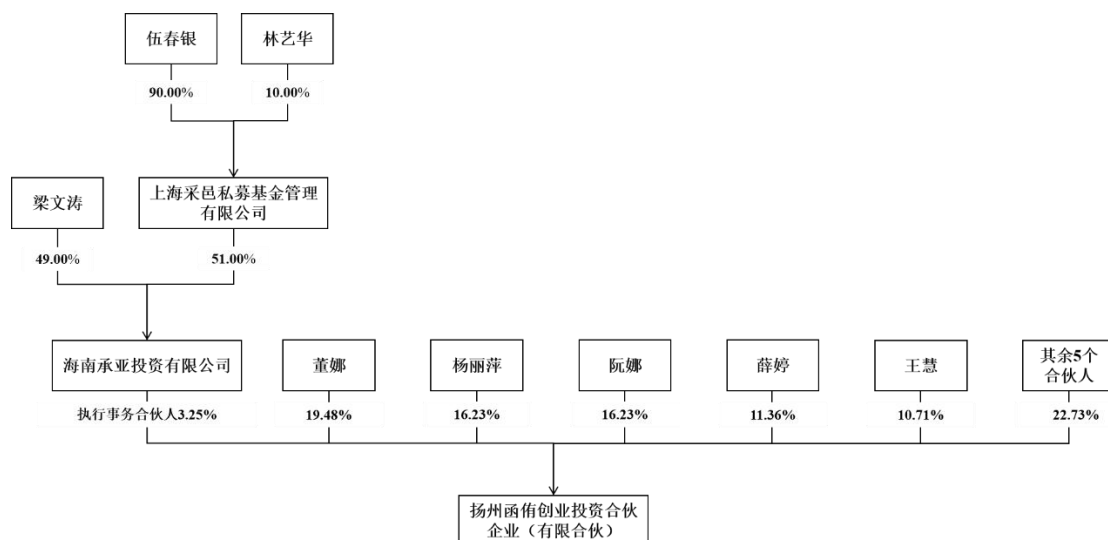 伍春银
林艺华
90.00%
10.00%
梁文涛
上海采邑私募基金管理
有限公司
49.00%
51.00%
海南承亚投资有限公司
董娜
杨丽萍
阮娜
薛婷
王慧
其余5个
合伙人
执行事务合伙人3.25%
19.48%
16.23%
16.23%
11.36%
10.71%
22.73%
扬州函侑创业投资合伙
企业（有限合伙）